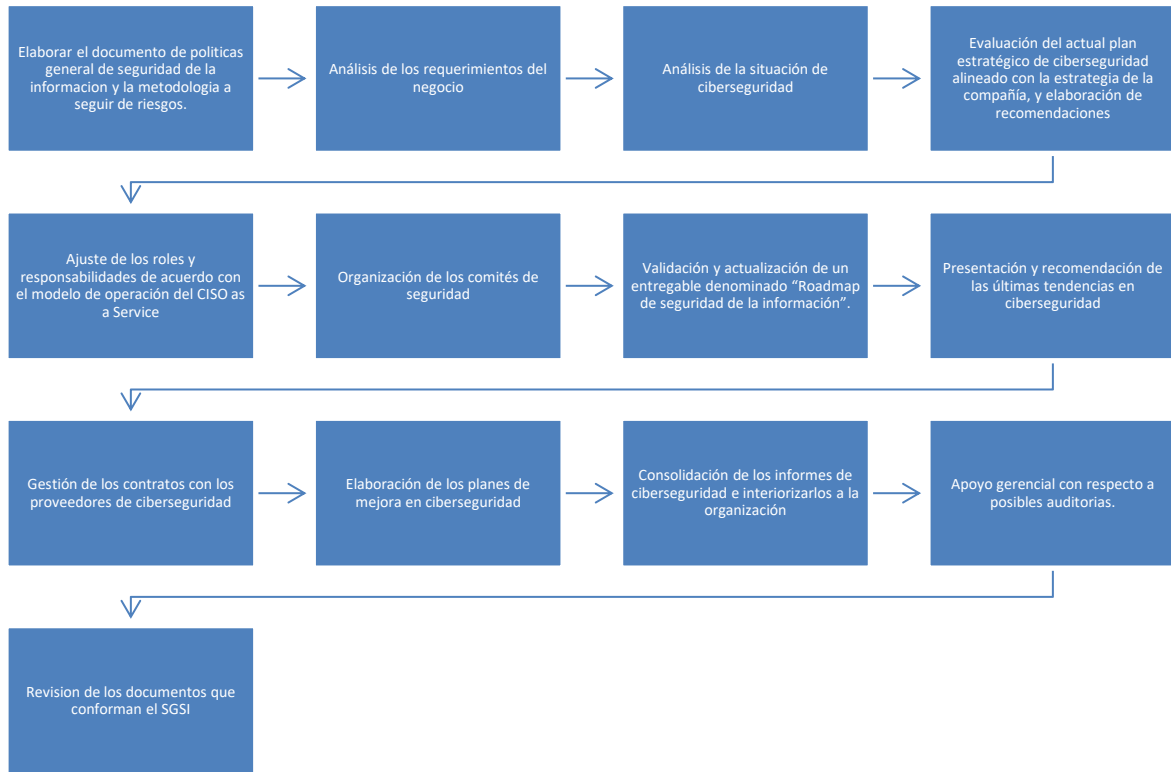 Elaborar el documento de politicas
general de seguridad de la
informacion y la metodologia a
seguir de riesgos.
Análisis de los requerimientos del
negocio
Análisis de la situación de
ciberseguridad
Evaluación del actual plan
estratégico de ciberseguridad
alineado con la estrategia de la
compañía, y elaboración de
recomendaciones
Ajuste de los roles y
responsabilidades de acuerdo con
el modelo de operación del CISO as
a Service
Organización de los comités de
seguridad
Validación y actualización de un
entregable denominado “Roadmap
de seguridad de la información”.
Presentación y recomendación de
las últimas tendencias en
ciberseguridad
Gestión de los contratos con los
proveedores de ciberseguridad
Elaboración de los planes de
mejora en ciberseguridad
Consolidación de los informes de
ciberseguridad e interiorizarlos a la
organización
Apoyo gerencial con respecto a
posibles auditorias.
Revision de los documentos que
conforman el SGSI